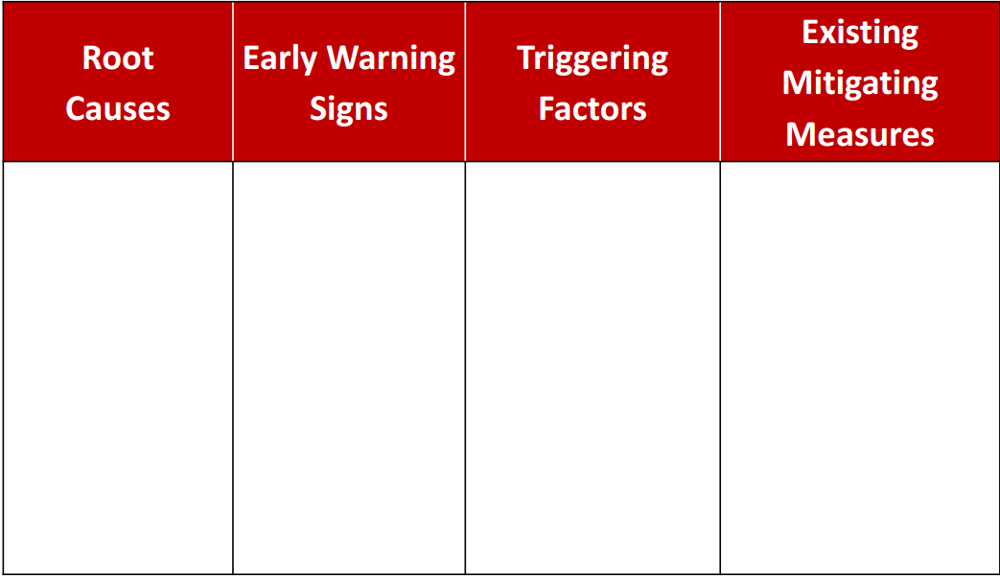 Root
Causes
Early Warning
Signs
Triggering
Factors
Existing
Mitigating
Measures